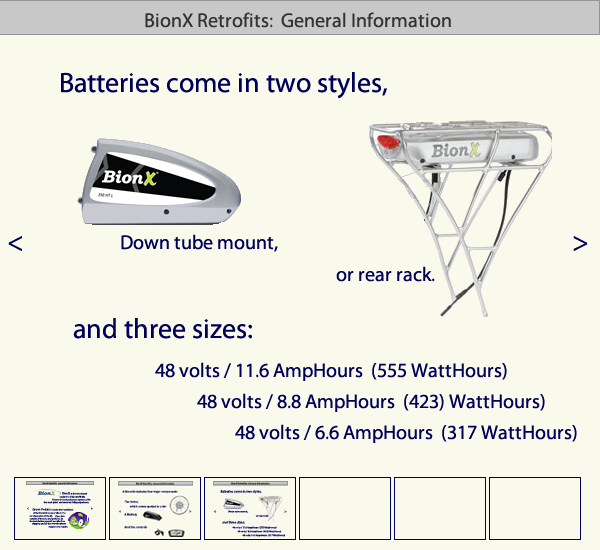 BionX Retrofits:  General Information
Batteries come in two styles,
BionX
350 HT L
BionX
Down tube mount,
<
>
or rear rack.
and three sizes:
48 volts / 11.6 AmpHours  (555 WattHours)
48 volts / 8.8 AmpHours  (423) WattHours)
48 volts / 6.6 AmpHours  (317 WattHours)